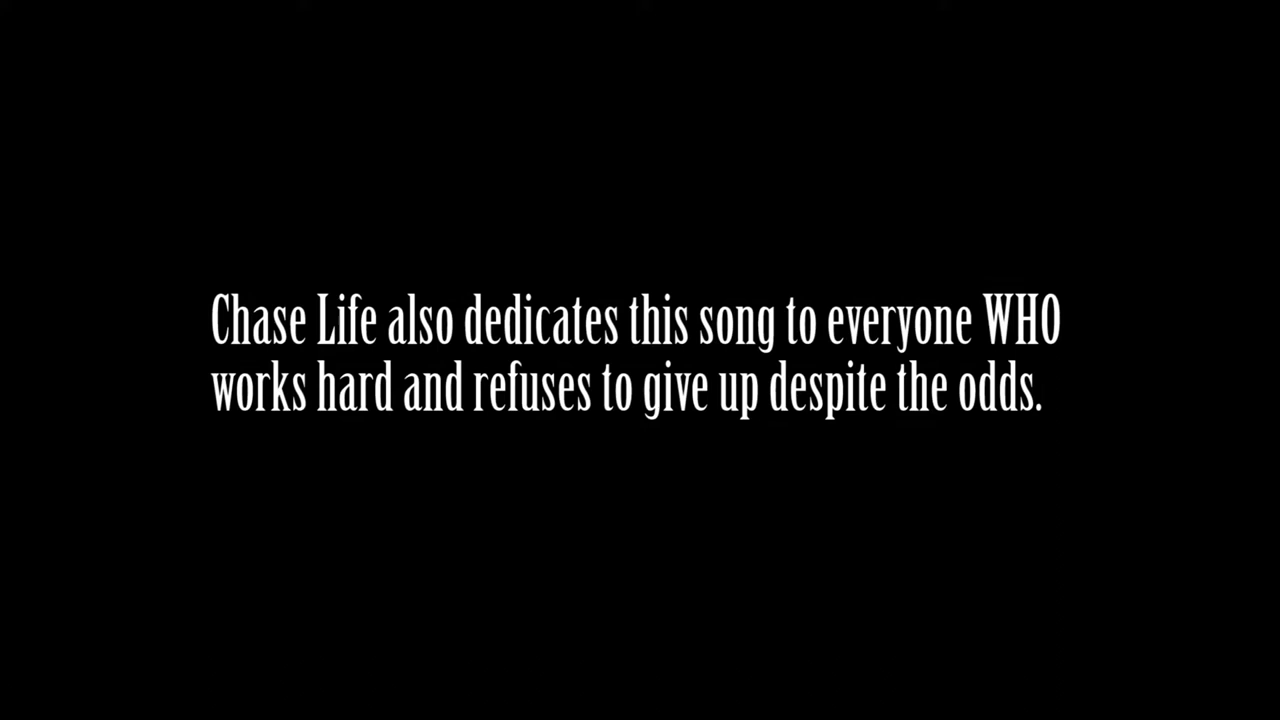 Chase Life also dedicates this song to everyone WHO
works hard and refuses to give up despite the odds.